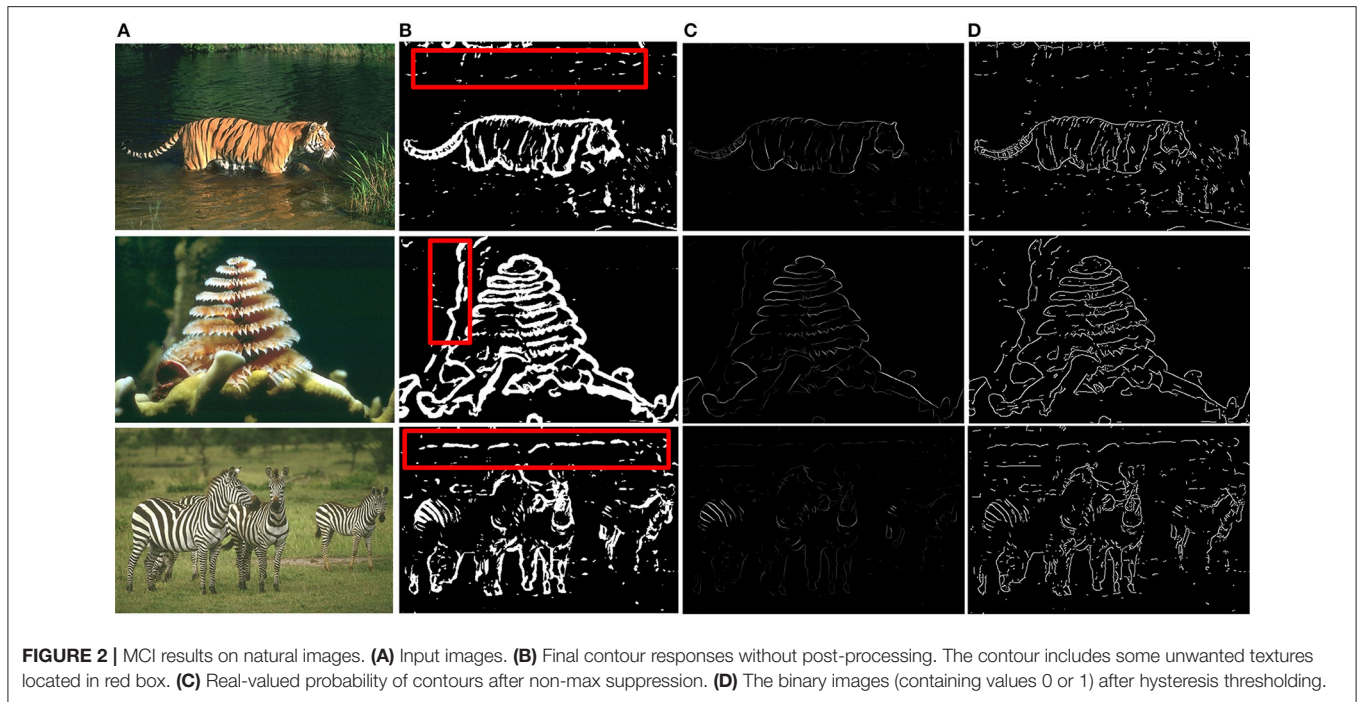 A B C D
FIGURE 2 | MCI results on natural images. (A) Input images. (B) Final contour responses without post-processing. The contour includes some unwanted textures
located in red box. (C) Real-valued probability of contours after non-max suppression. (D) The binary images (containing values 0 or 1) after hysteresis thresholding.